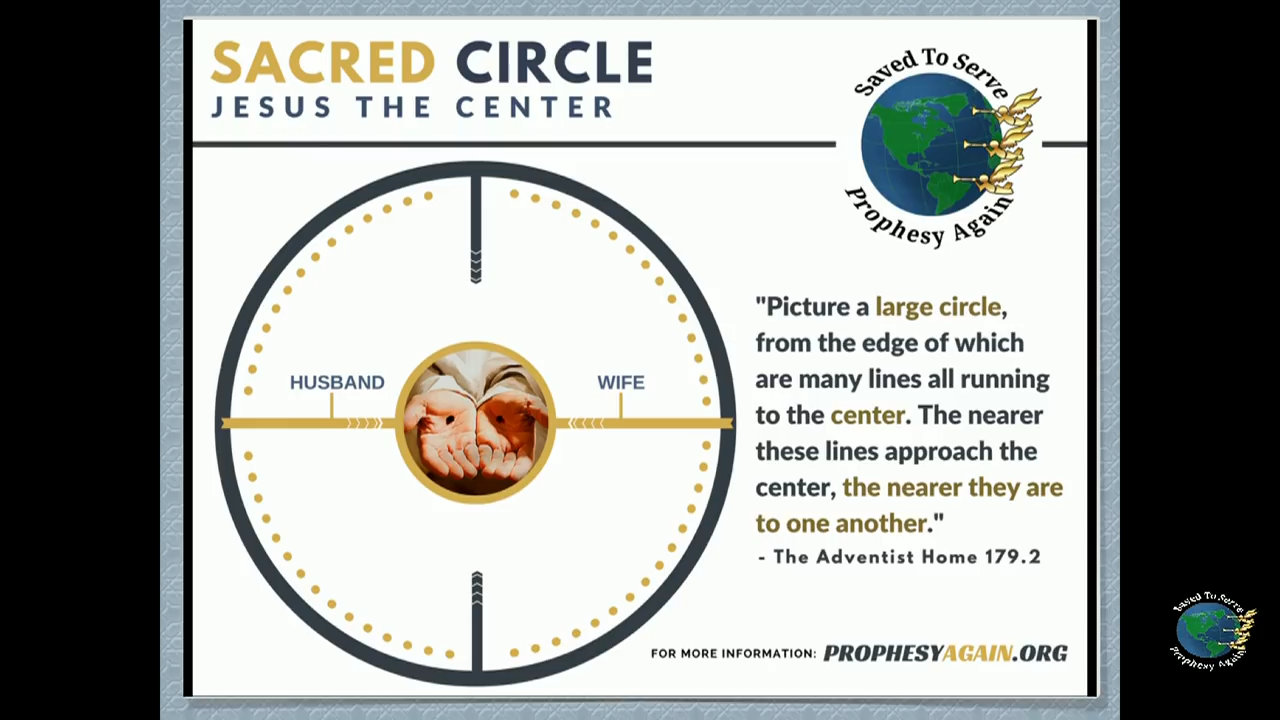 SACRED CIRCLE
JESUS THE CENTER
Saved To Serve
Prophesy Again
HUSBAND
WIFE
"Picture a large circle,
from the edge of which
are many lines all running
to the center. The nearer
these lines approach the
center, the nearer they are
to one another."
- The Adventist Home 179.2
FOR MORE INFORMATION: PROPHESYAGAIN.ORG
Saved To Serve
Prophesy Again